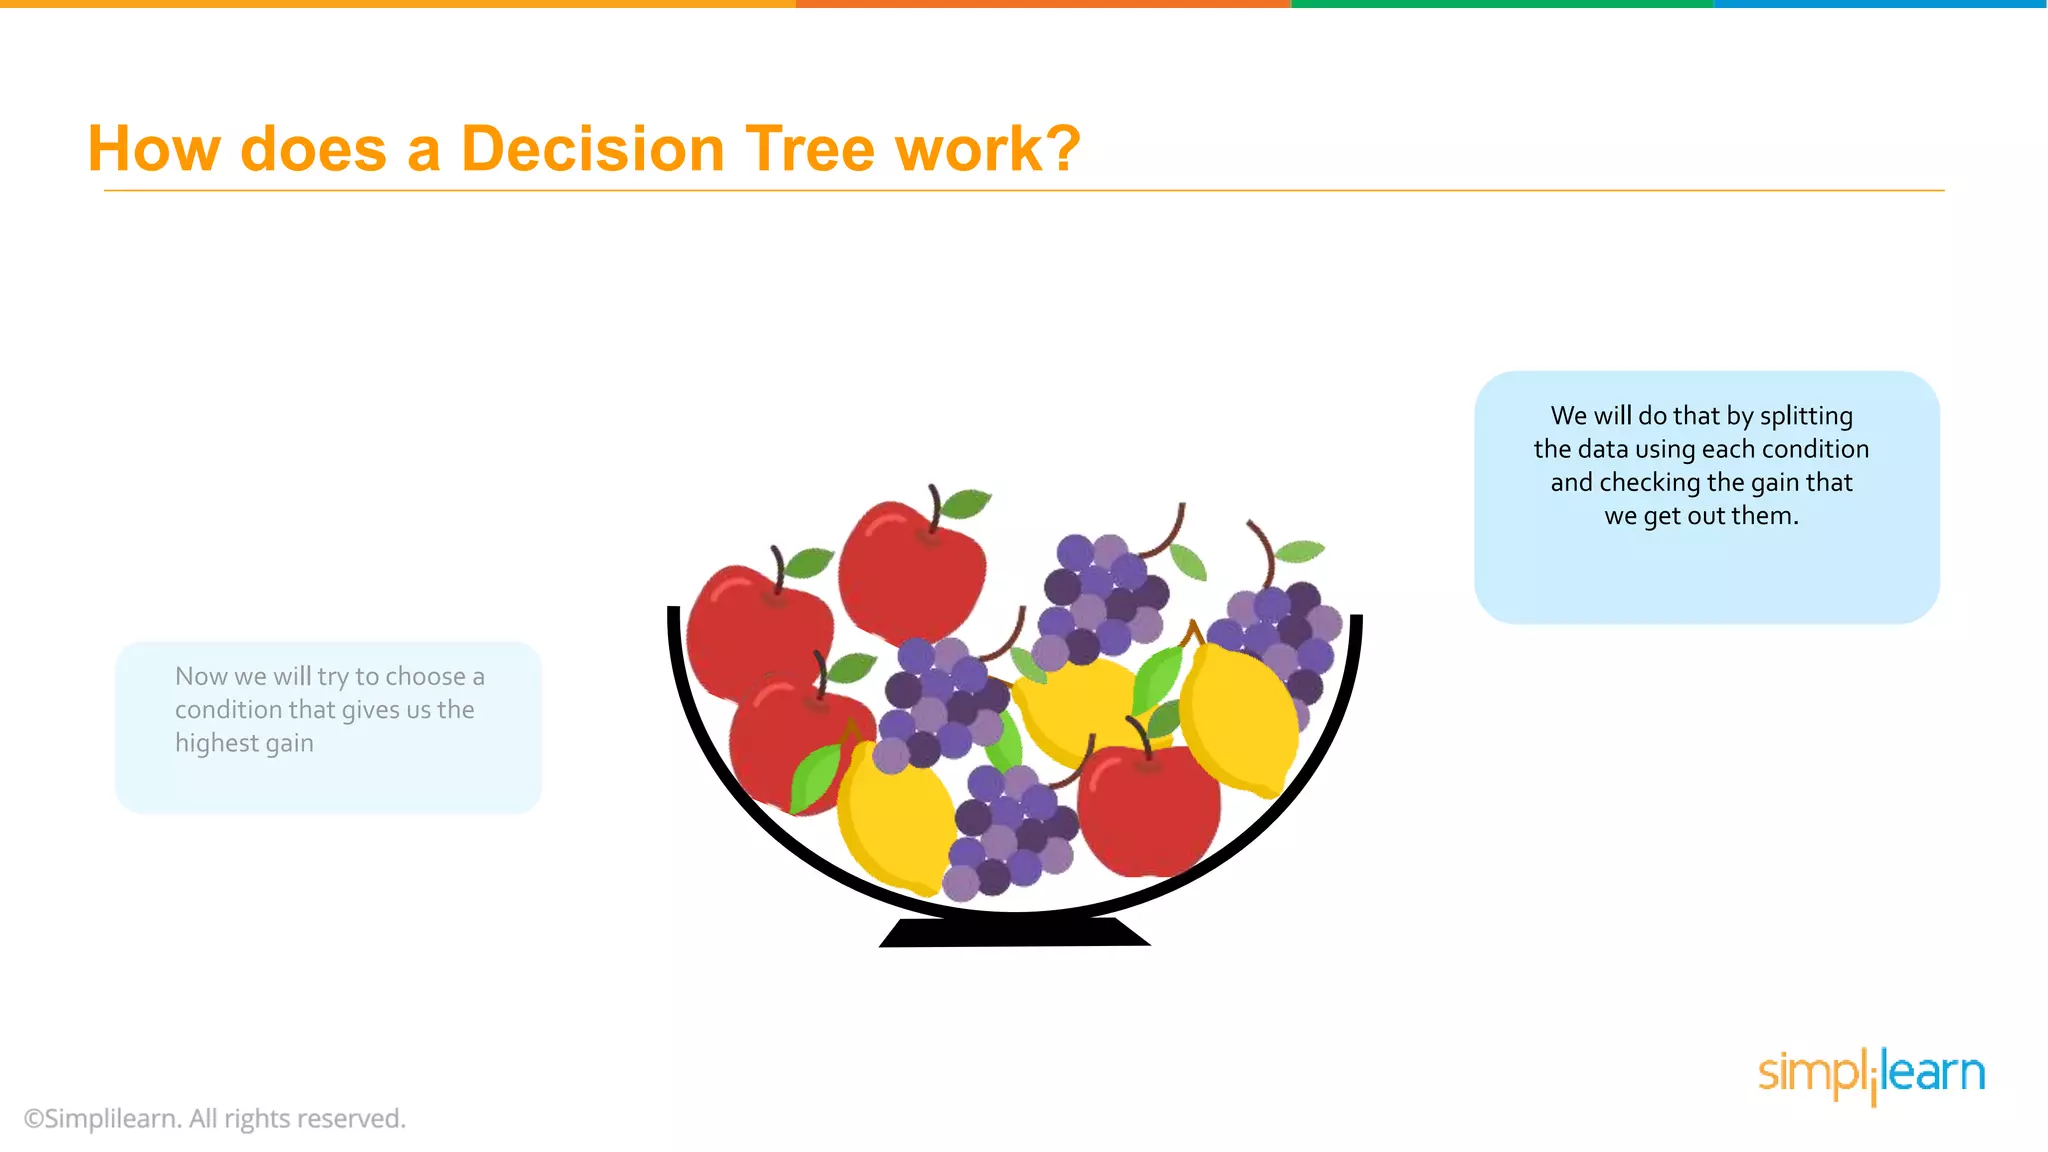 How does a Decision Tree work?
We will do that by splitting
the data using each condition
and checking the gain that
we get out them.
Now we will try to choose a
condition that gives us the
highest gain
simplilearn
©Simplilearn. All rights reserved.